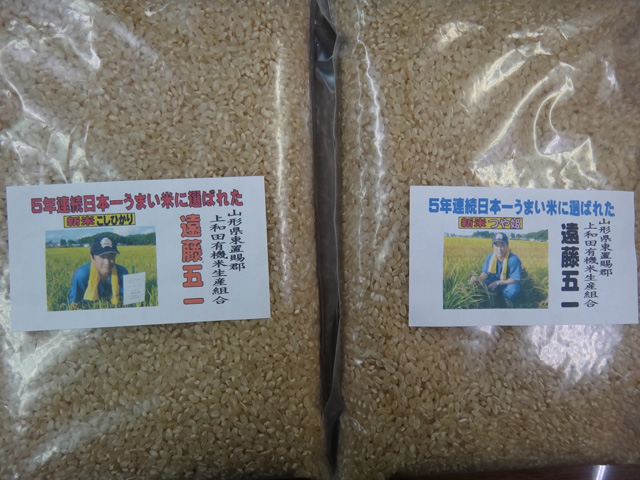 5年連続日本一うまい米に選ばれた
新米こしひかり
山形県東置賜郡
上和田有機米生産組合
遠藤五一
5年連続日本一うまい米に選ばれた
新米つや姫
山形県東置賜郡
上和田有機米生産組合
遠藤五一